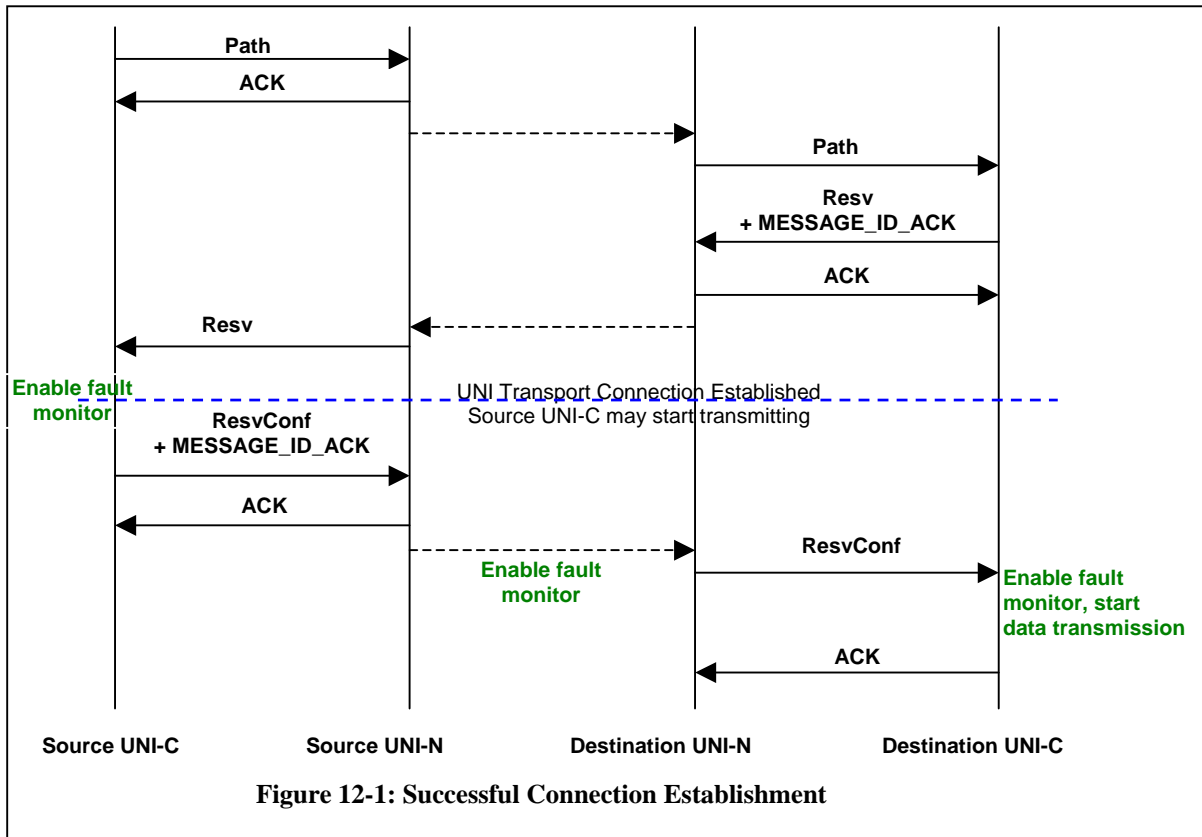 Path
ACK
Path
Resv
+ MESSAGE_ID_ACK
ACK
Resv
Enable fault
monitor
UNI Transport Connection Established
Source UNI-C may start transmitting
ResvConf
+ MESSAGE_ID_ACK
ACK
ResvConf
Enable fault
monitor
Enable fault
monitor, start
data transmission
ACK
Source UNI-C
Source UNI-N
Destination UNI-N
Destination UNI-C
Figure 12-1: Successful Connection Establishment